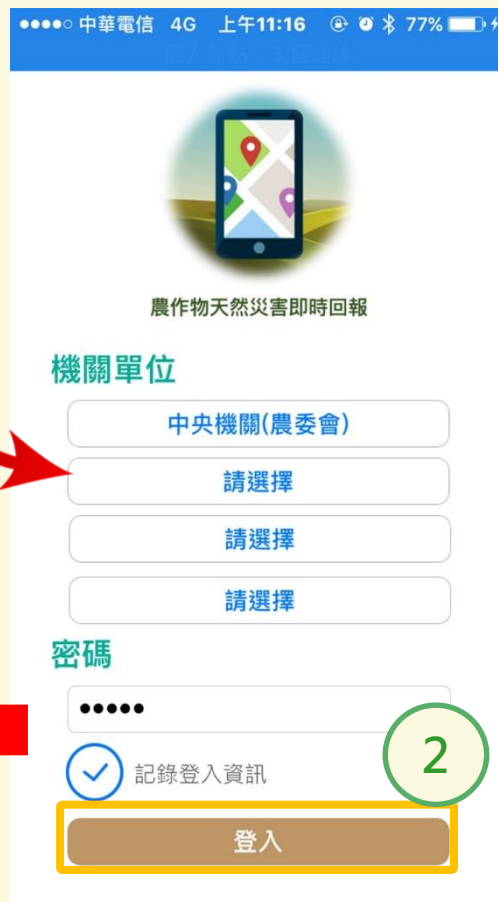 中華電信 4G 上午11:16 77%
農作物天然災害即時回報
機關單位
中央機關(農委會)
請選擇
請選擇
請選擇
密碼
•••••
記錄登入資訊
2
登入